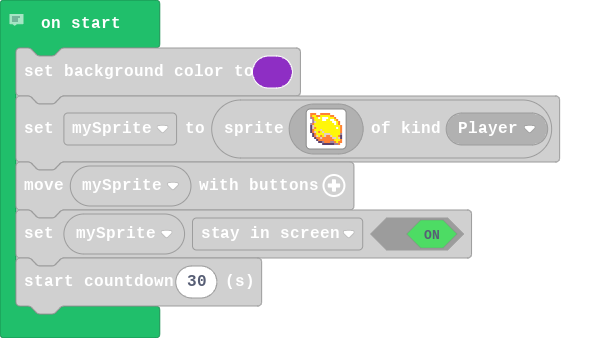 on start
set background color to
set mySprite to sprite of kind Player
move mySprite with buttons
set mySprite stay in screen ON
start countdown 30 (s)